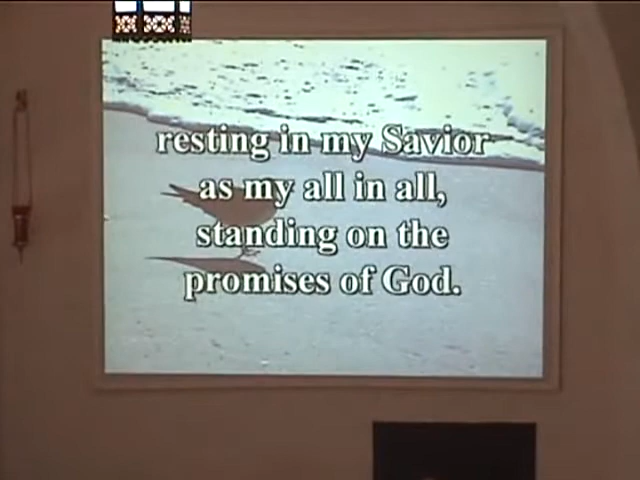 resting in my Savior
as my all in all,
standing on the
promises of God.